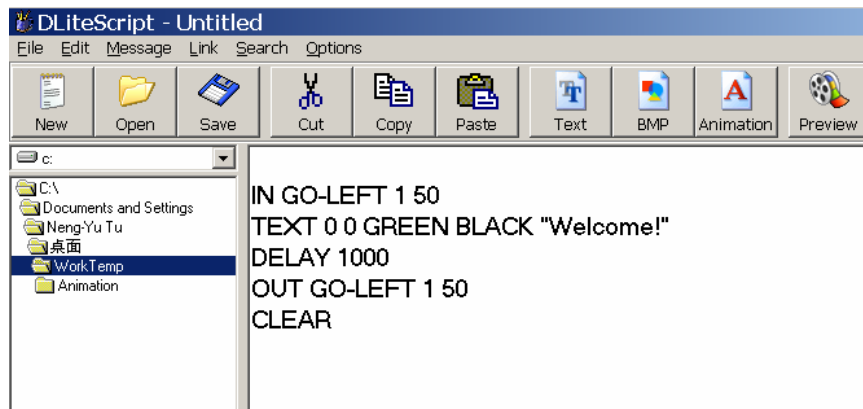 DLiteScript - Untitled
File Edit Message Link Search Options
New Open Save Cut Copy Paste Text BMP Animation Preview
c:
C:\
Documents and Settings
Neng-Yu Tu
桌面
WorkTemp
Animation
IN GO-LEFT 1 50
TEXT 0 0 GREEN BLACK "Welcome!"
DELAY 1000
OUT GO-LEFT 1 50
CLEAR